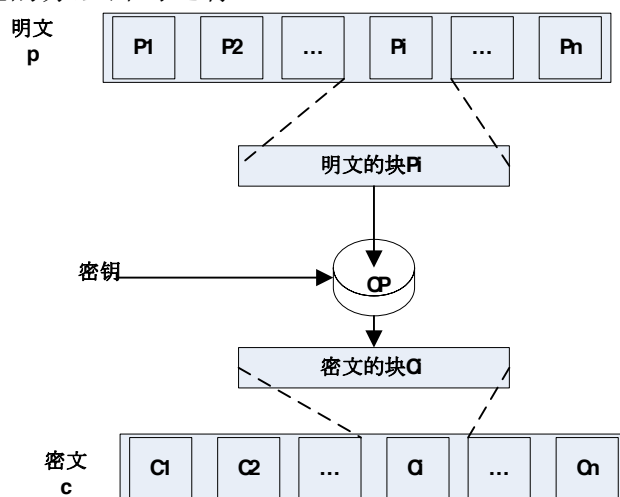 明文
p
P1 P2 … Pi … Pn
明文的块Pi
密钥
OP
密文的块Ci
密文
c
C1 C2 … Ci … Cn